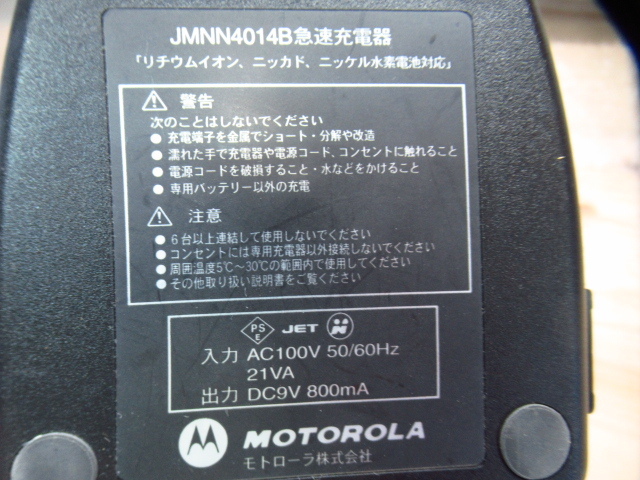 JMNN4014B急速充電器
「リチウムイオン、ニッカド、ニッケル水素電池対応」
警告
次のことはしないでください
● 充電端子を金属でショート・分解や改造
● 濡れた手で充電器や電源コード、コンセントに触れること
● 電源コードを破損すること・水などをかけること
● 専用バッテリー以外の充電
注意
● 6台以上連結して使用しないでください
● コンセントには専用充電器以外接続しないでください
● 周囲温度5℃〜30℃の範囲内で使用してください
● その他取り扱い説明書をご覧ください
PS
E JET
入力 AC100V 50/60Hz
21VA
出力 DC9V 800mA
MOTOROLA
モトローラ株式会社